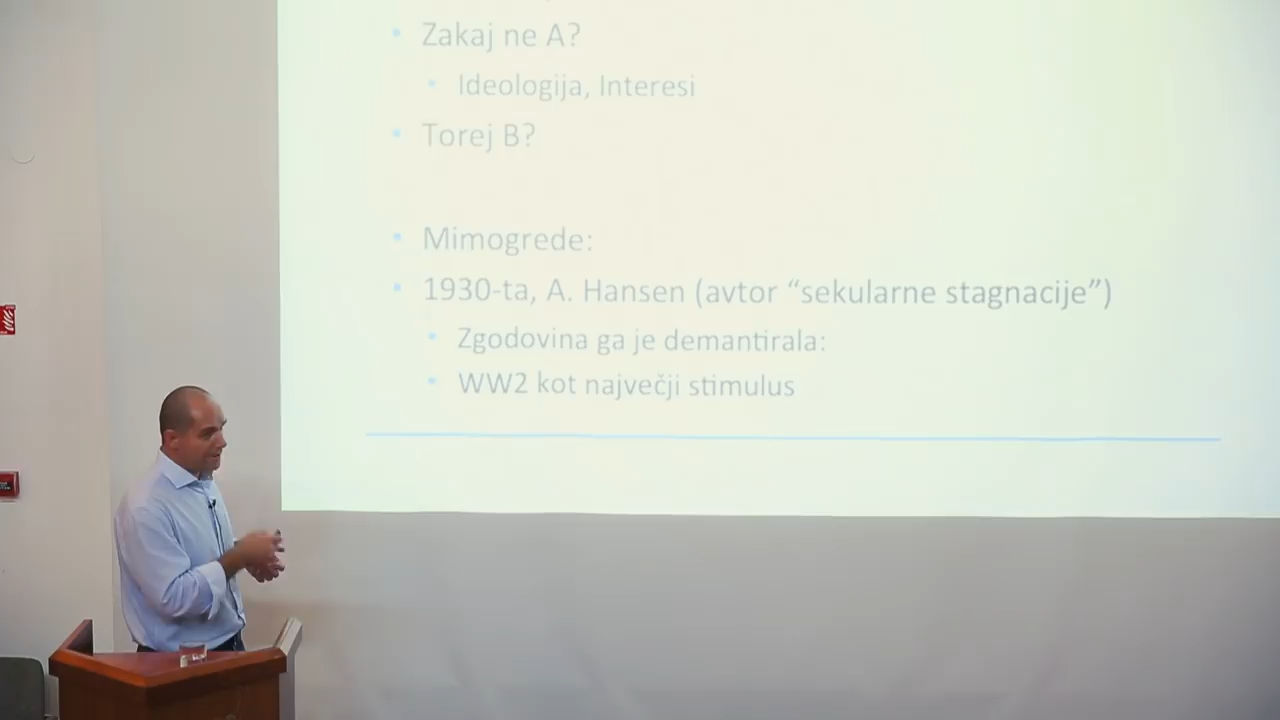 Zakaj ne A?
Ideologija, Interesi
Torej B?
Mimogrede:
1930-ta, A. Hansen (avtor “sekularne stagnacije”)
Zgodovina ga je demantirala:
WW2 kot največji stimulus